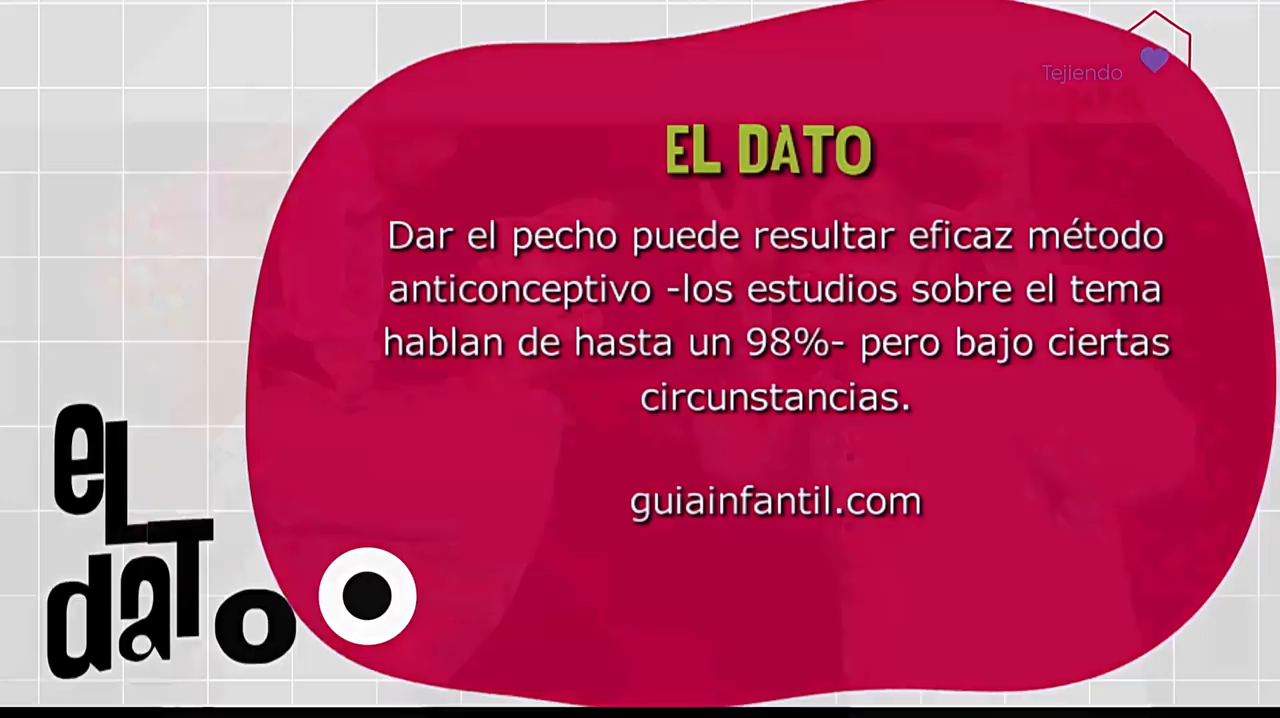 Tejiendo
EL DATO
Dar el pecho puede resultar eficaz método
anticonceptivo -los estudios sobre el tema
hablan de hasta un 98%- pero bajo ciertas
circunstancias.
guiainfantil.com
eL
daTo